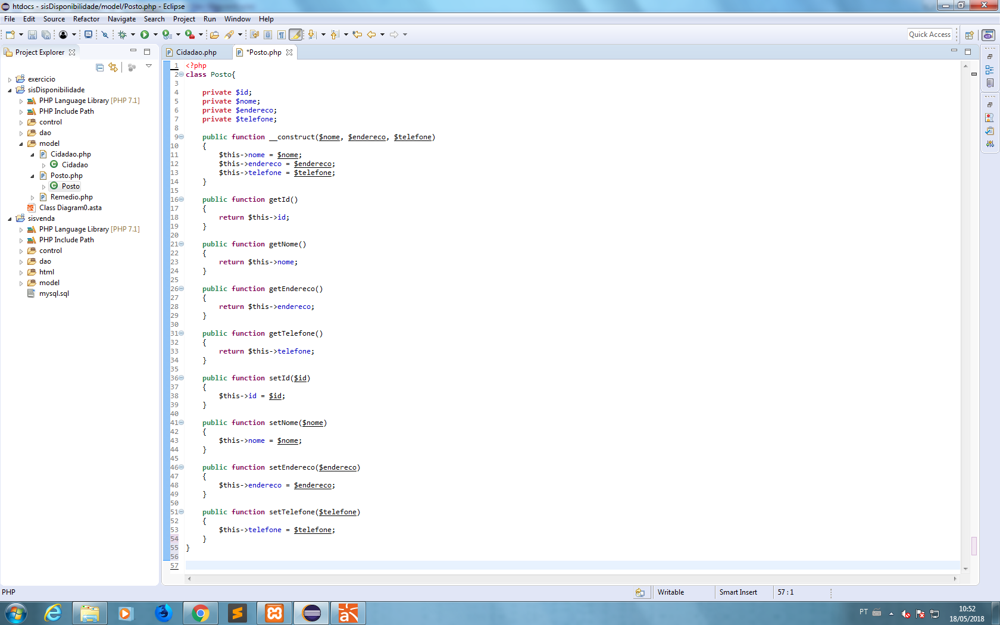 htdocs - sisDisponibilidade/model/Posto.php - Eclipse
File Edit Source Refactor Navigate Search Project Run Window Help
Quick Access
Project Explorer
Cidadao.php
*Posto.php
exercicio
sisDisponibilidade
PHP Language Library [PHP 7.1]
PHP Include Path
control
dao
model
Cidadao.php
Cidadao
Posto.php
Posto
Remedio.php
Class Diagram0.asta
sisvenda
PHP Language Library [PHP 7.1]
PHP Include Path
control
dao
html
model
mysql.sql
1 <?php
2 class Posto{
3
4 private $id;
5 private $nome;
6 private $endereco;
7 private $telefone;
8
9 public function __construct($nome, $endereco, $telefone)
10 {
11 $this->nome = $nome;
12 $this->endereco = $endereco;
13 $this->telefone = $telefone;
14 }
15
16 public function getId()
17 {
18 return $this->id;
19 }
20
21 public function getNome()
22 {
23 return $this->nome;
24 }
25
26 public function getEndereco()
27 {
28 return $this->endereco;
29 }
30
31 public function getTelefone()
32 {
33 return $this->telefone;
34 }
35
36 public function setId($id)
37 {
38 $this->id = $id;
39 }
40
41 public function setNome($nome)
42 {
43 $this->nome = $nome;
44 }
45
46 public function setEndereco($endereco)
47 {
48 $this->endereco = $endereco;
49 }
50
51 public function setTelefone($telefone)
52 {
53 $this->telefone = $telefone;
54 }
55 }
56
57
PHP
Writable
Smart Insert
57 : 1
PT
10:52
18/05/2018